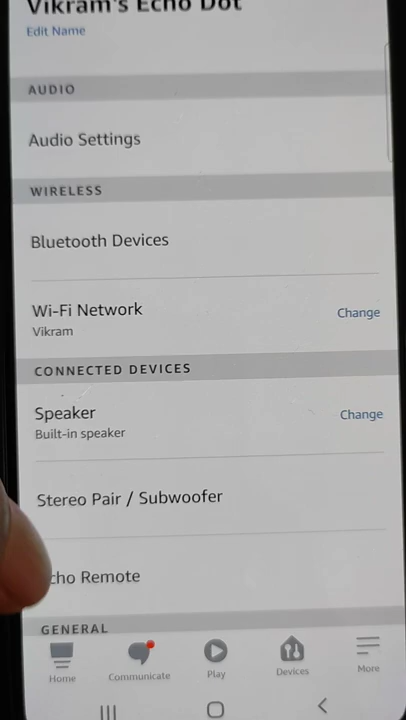 Vikram's Echo Dot
Edit Name
AUDIO
Audio Settings
WIRELESS
Bluetooth Devices
Wi-Fi Network
Change
Vikram
CONNECTED DEVICES
Speaker
Change
Built-in speaker
Stereo Pair / Subwoofer
cho Remote
GENERAL
Home
Communicate
Play
Devices
More